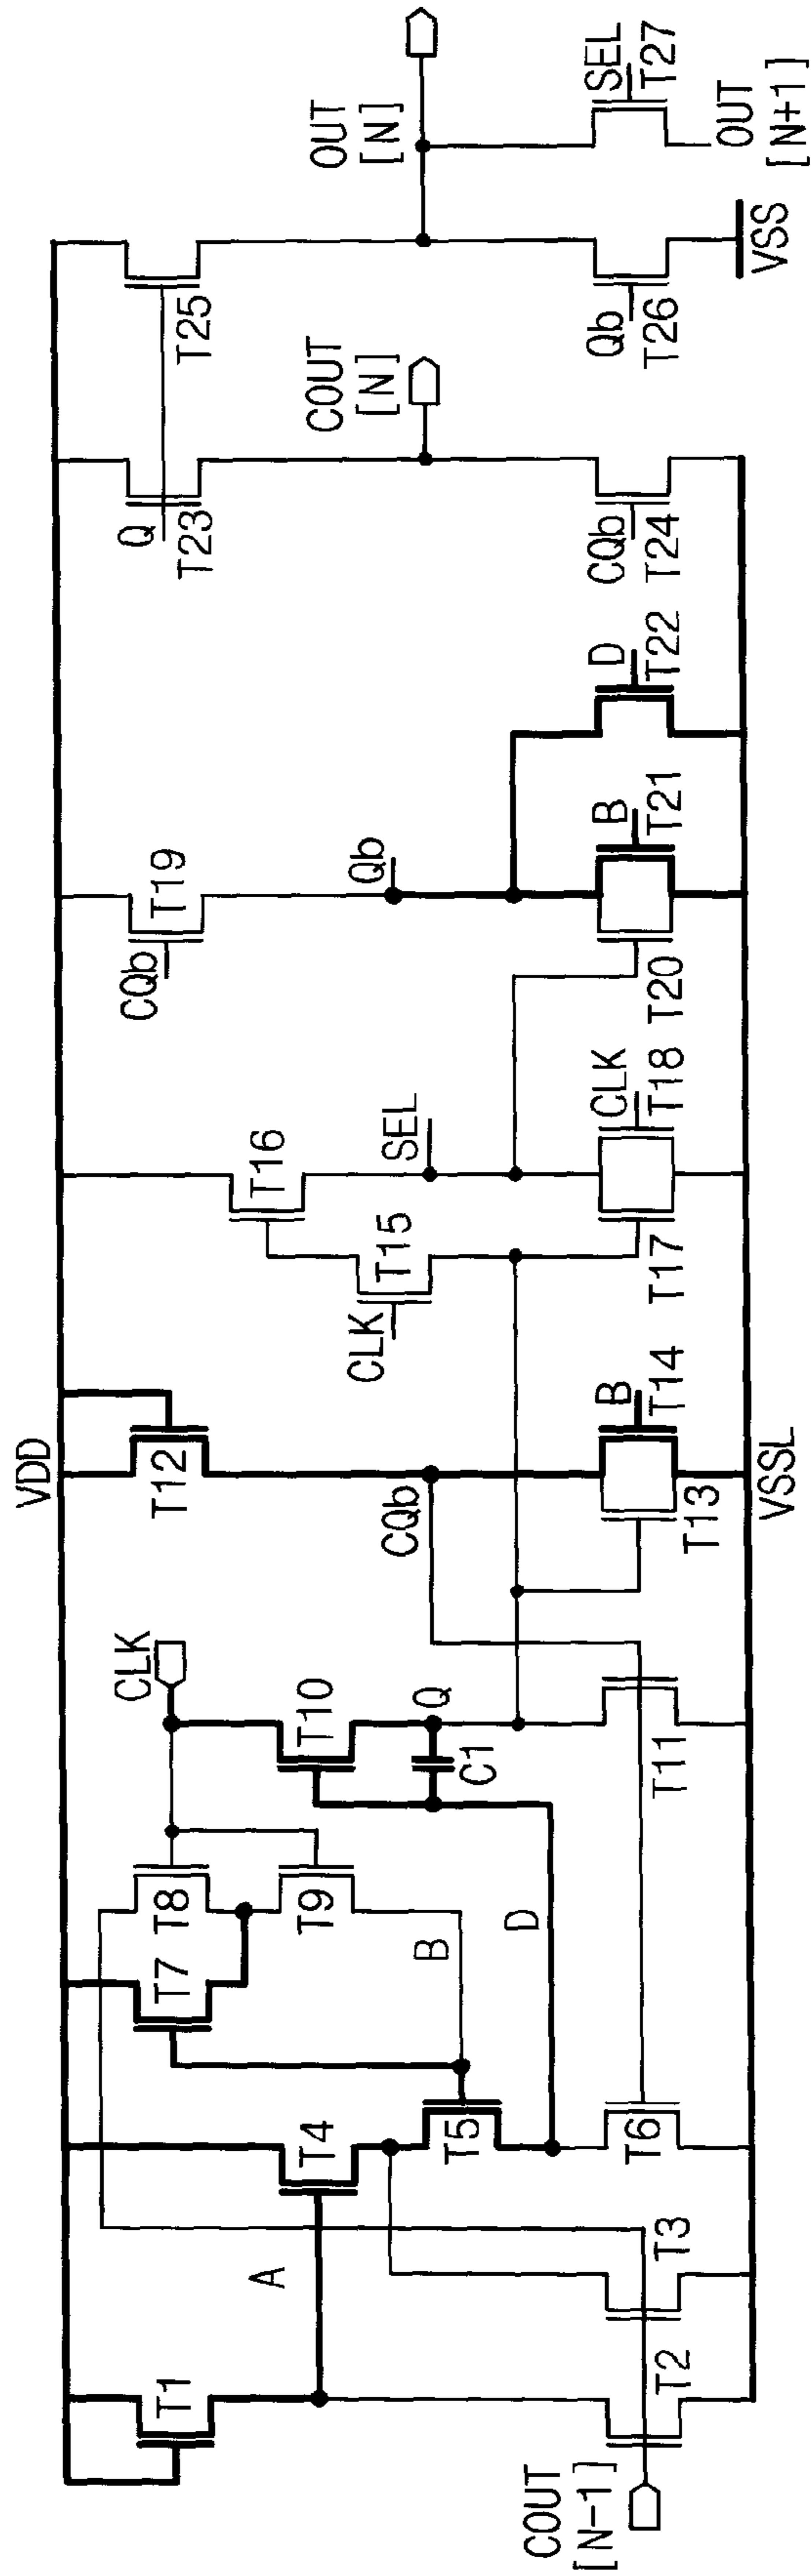 VDD
CLK
T1
T4
T7
T8
T9
T10
T12
CLK
T15
T16
SEL
CQb
T19
Qb
Q
T23
T25
COUT
[N]
OUT
[N]
A
B
D
C1
Q
CQb
T5
COUT
[N-1]
T2
T3
T6
T11
T13
B
T14
VSSL
T17
CLK
T18
T20
B
T21
D
T22
CQb
T24
Qb
T26
VSS
SEL
T27
OUT
[N+1]